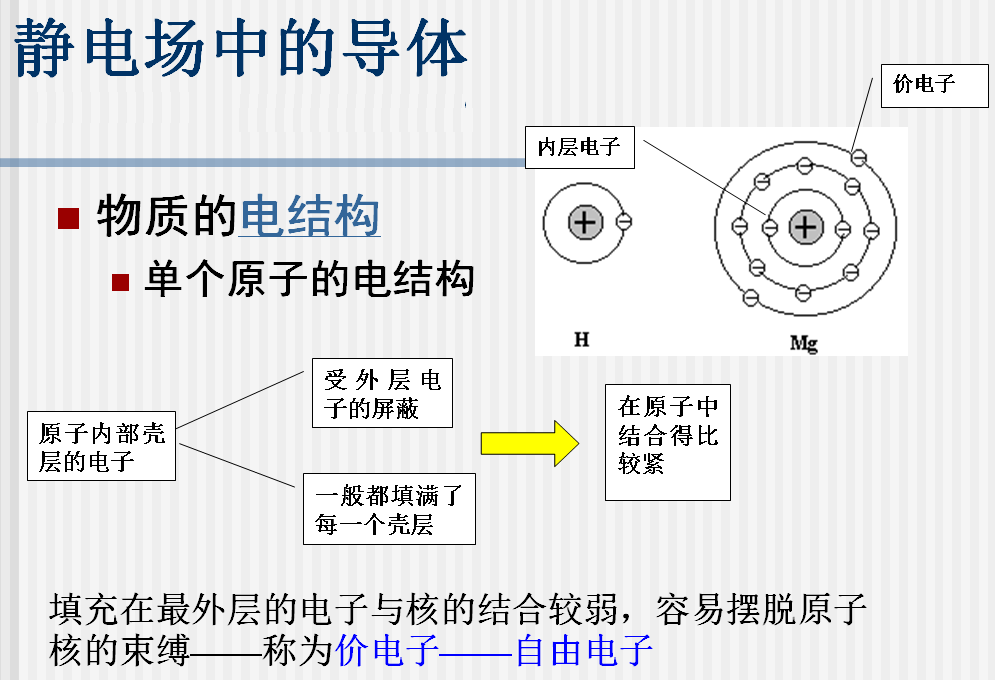 静电场中的导体
价电子
内层电子
物质的电结构
单个原子的电结构
H
Mg
受外层电
子的屏蔽
原子内部壳
层的电子
在原子中
结合得比
较紧
一般都填满了
每一个壳层
填充在最外层的电子与核的结合较弱，容易摆脱原子
核的束缚——称为价电子——自由电子